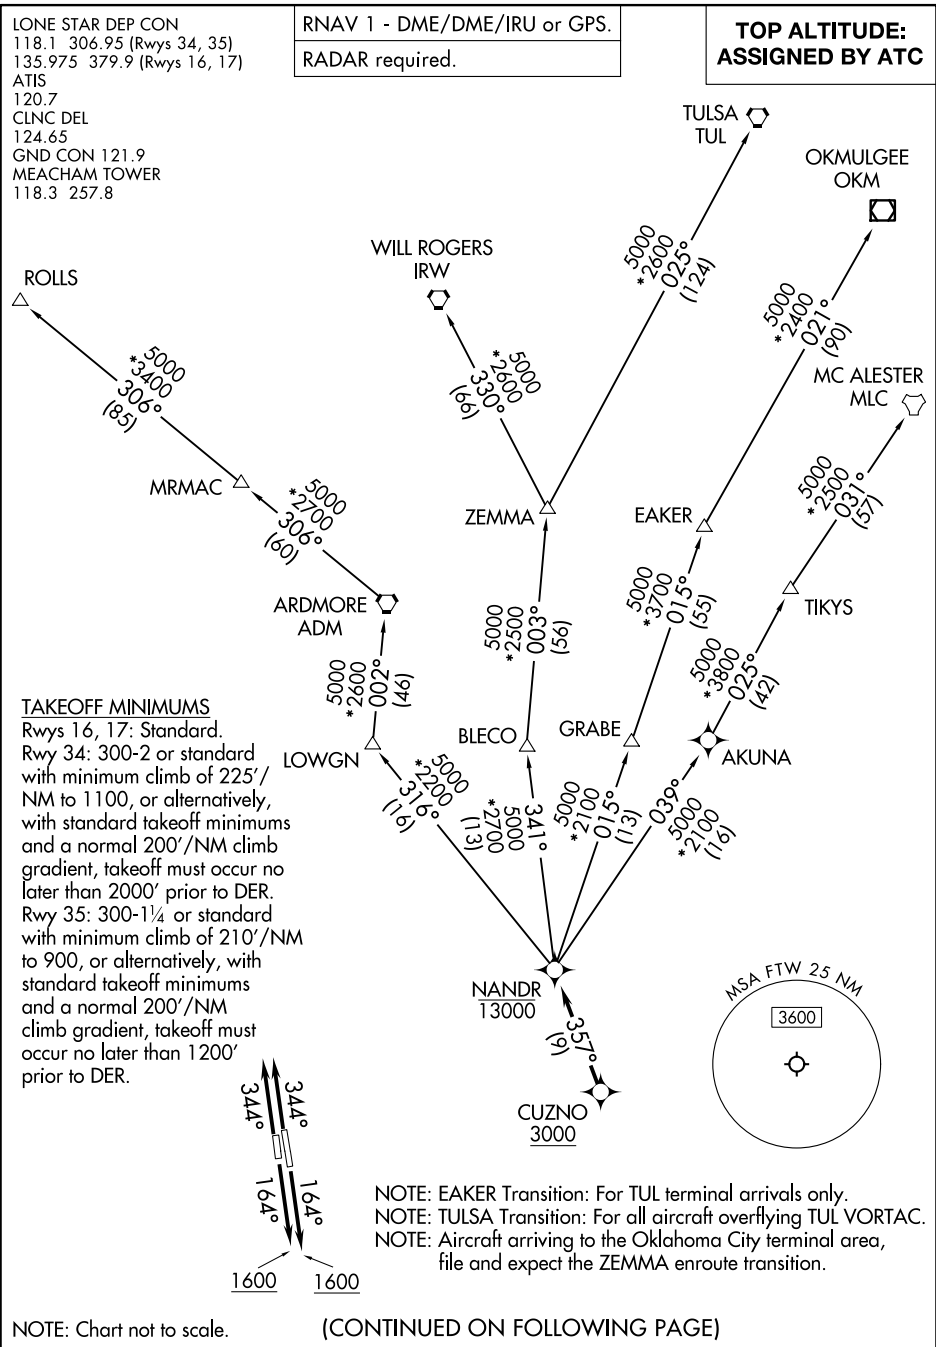 LONE STAR DEP CON
118.1 306.95 (Rwys 34, 35)
135.975 379.9 (Rwys 16, 17)
ATIS
120.7
CLNC DEL
124.65
GND CON 121.9
MEACHAM TOWER
118.3 257.8
RNAV 1 - DME/DME/IRU or GPS.
RADAR required.
TOP ALTITUDE:
ASSIGNED BY ATC
TULSA
TUL
OKMULGEE
OKM
WILL ROGERS
IRW
5000
*2600
025°
(124)
ROLLS
5000
*2400
021°
(90)
5000
*3400
306°
(85)
5000
*2600
330°
(66)
MC ALESTER
MLC
MRMAC
5000
*2700
306°
(60)
ZEMMA
EAKER
5000
*2500
031°
(57)
ARDMORE
ADM
5000
*2500
003°
(56)
5000
*3700
015°
(55)
TIKYS
5000
*2600
002°
(46)
5000
*3800
025°
(42)
LOWGN
BLECO
GRABE
AKUNA
5000
*2200
316°
(16)
341°
5000
*2700
(13)
5000
*2100
015°
(13)
039°
5000
*2100
(16)
TAKEOFF MINIMUMS
Rwys 16, 17: Standard.
Rwy 34: 300-2 or standard
with minimum climb of 225'/
NM to 1100, or alternatively,
with standard takeoff minimums
and a normal 200'/NM climb
gradient, takeoff must occur no
later than 2000' prior to DER.
Rwy 35: 300-1¼ or standard
with minimum climb of 210'/NM
to 900, or alternatively, with
standard takeoff minimums
and a normal 200'/NM
climb gradient, takeoff must
occur no later than 1200'
prior to DER.
NANDR
13000
357°
(9)
CUZNO
3000
MSA FTW 25 NM
3600
344°
344°
164°
164°
1600
1600
NOTE: EAKER Transition: For TUL terminal arrivals only.
NOTE: TULSA Transition: For all aircraft overflying TUL VORTAC.
NOTE: Aircraft arriving to the Oklahoma City terminal area,
file and expect the ZEMMA enroute transition.
NOTE: Chart not to scale.
(CONTINUED ON FOLLOWING PAGE)